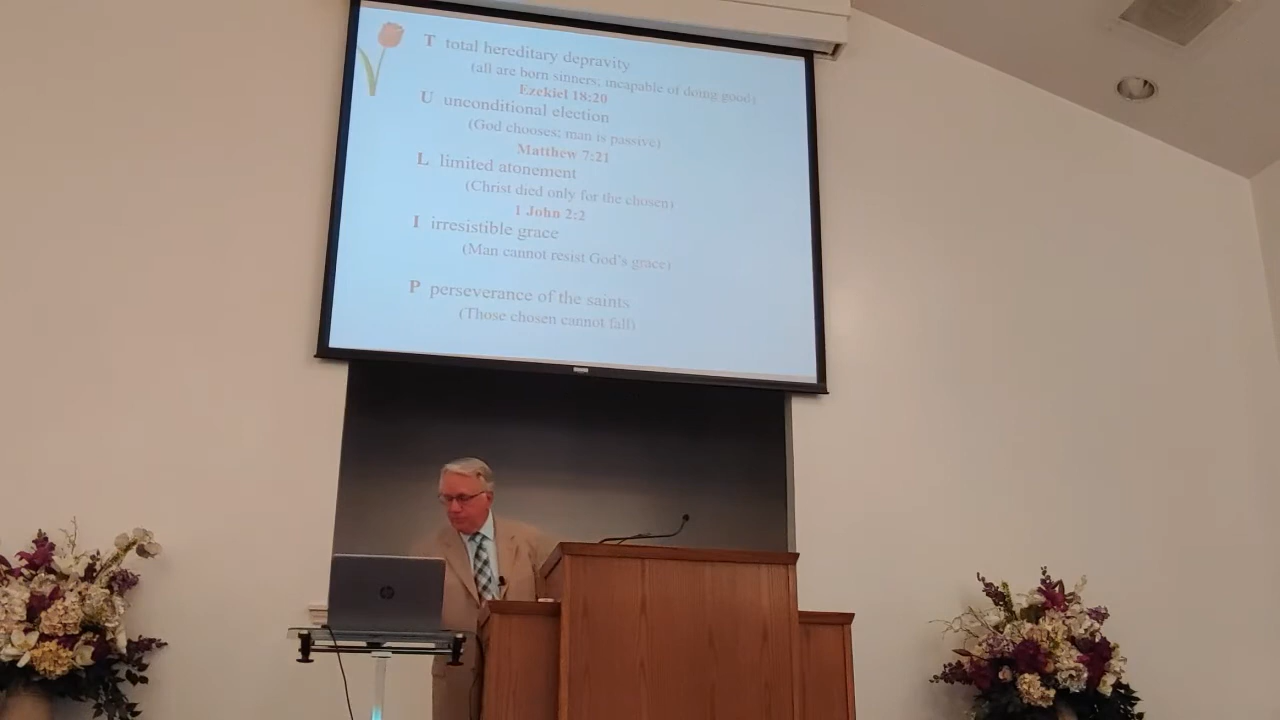 T total hereditary depravity
(all are born sinners; incapable of doing good)
Ezekiel 18:20
U unconditional election
(God chooses; man is passive)
Matthew 7:21
L limited atonement
(Christ died only for the chosen)
1 John 2:2
I irresistible grace
(Man cannot resist God's grace)
P perseverance of the saints
(Those chosen cannot fall)
hp